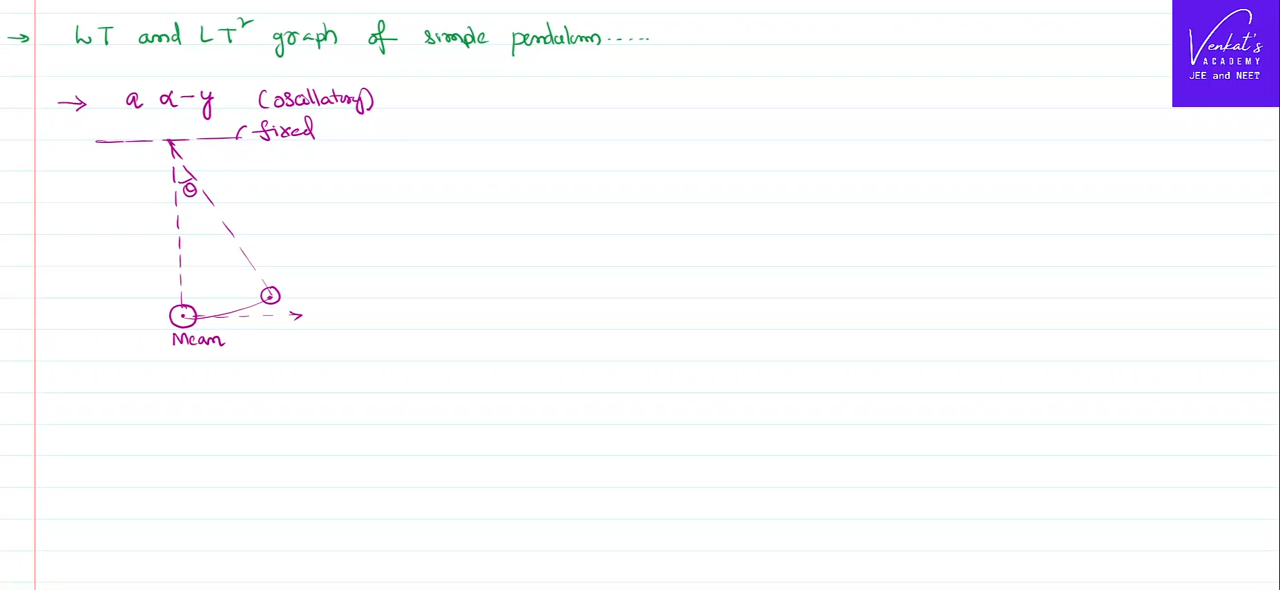 → LT and LT² graph of simple pendulum.....
→ a α -y (oscillatory)
fixed
θ
Mean
Venkat's
ACADEMY
JEE and NEET